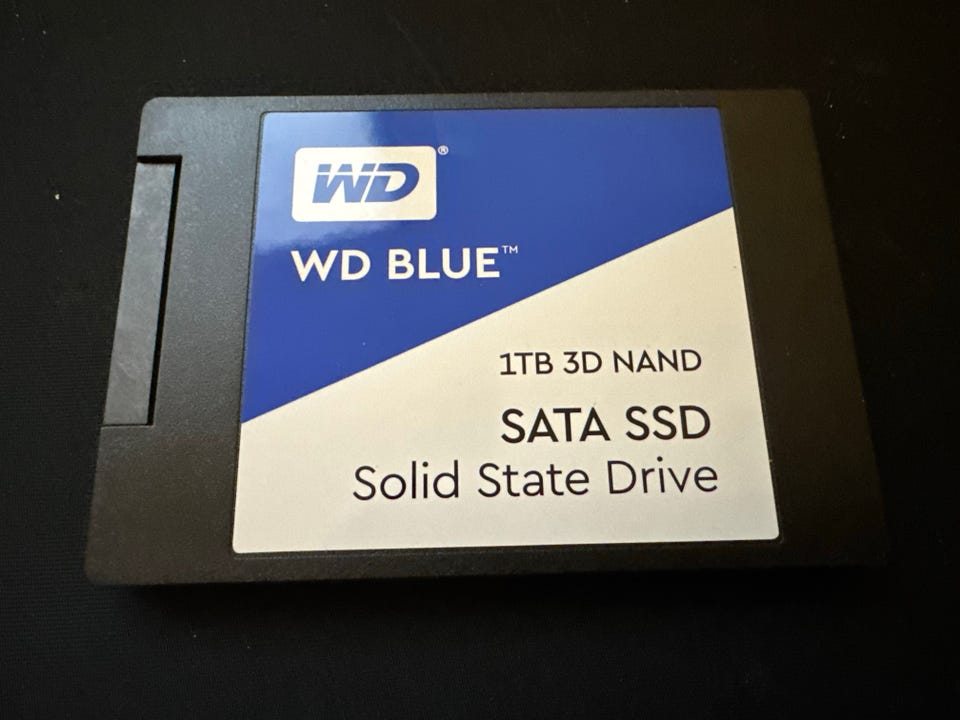 WD®
WD BLUE™
1TB 3D NAND
SATA SSD
Solid State Drive